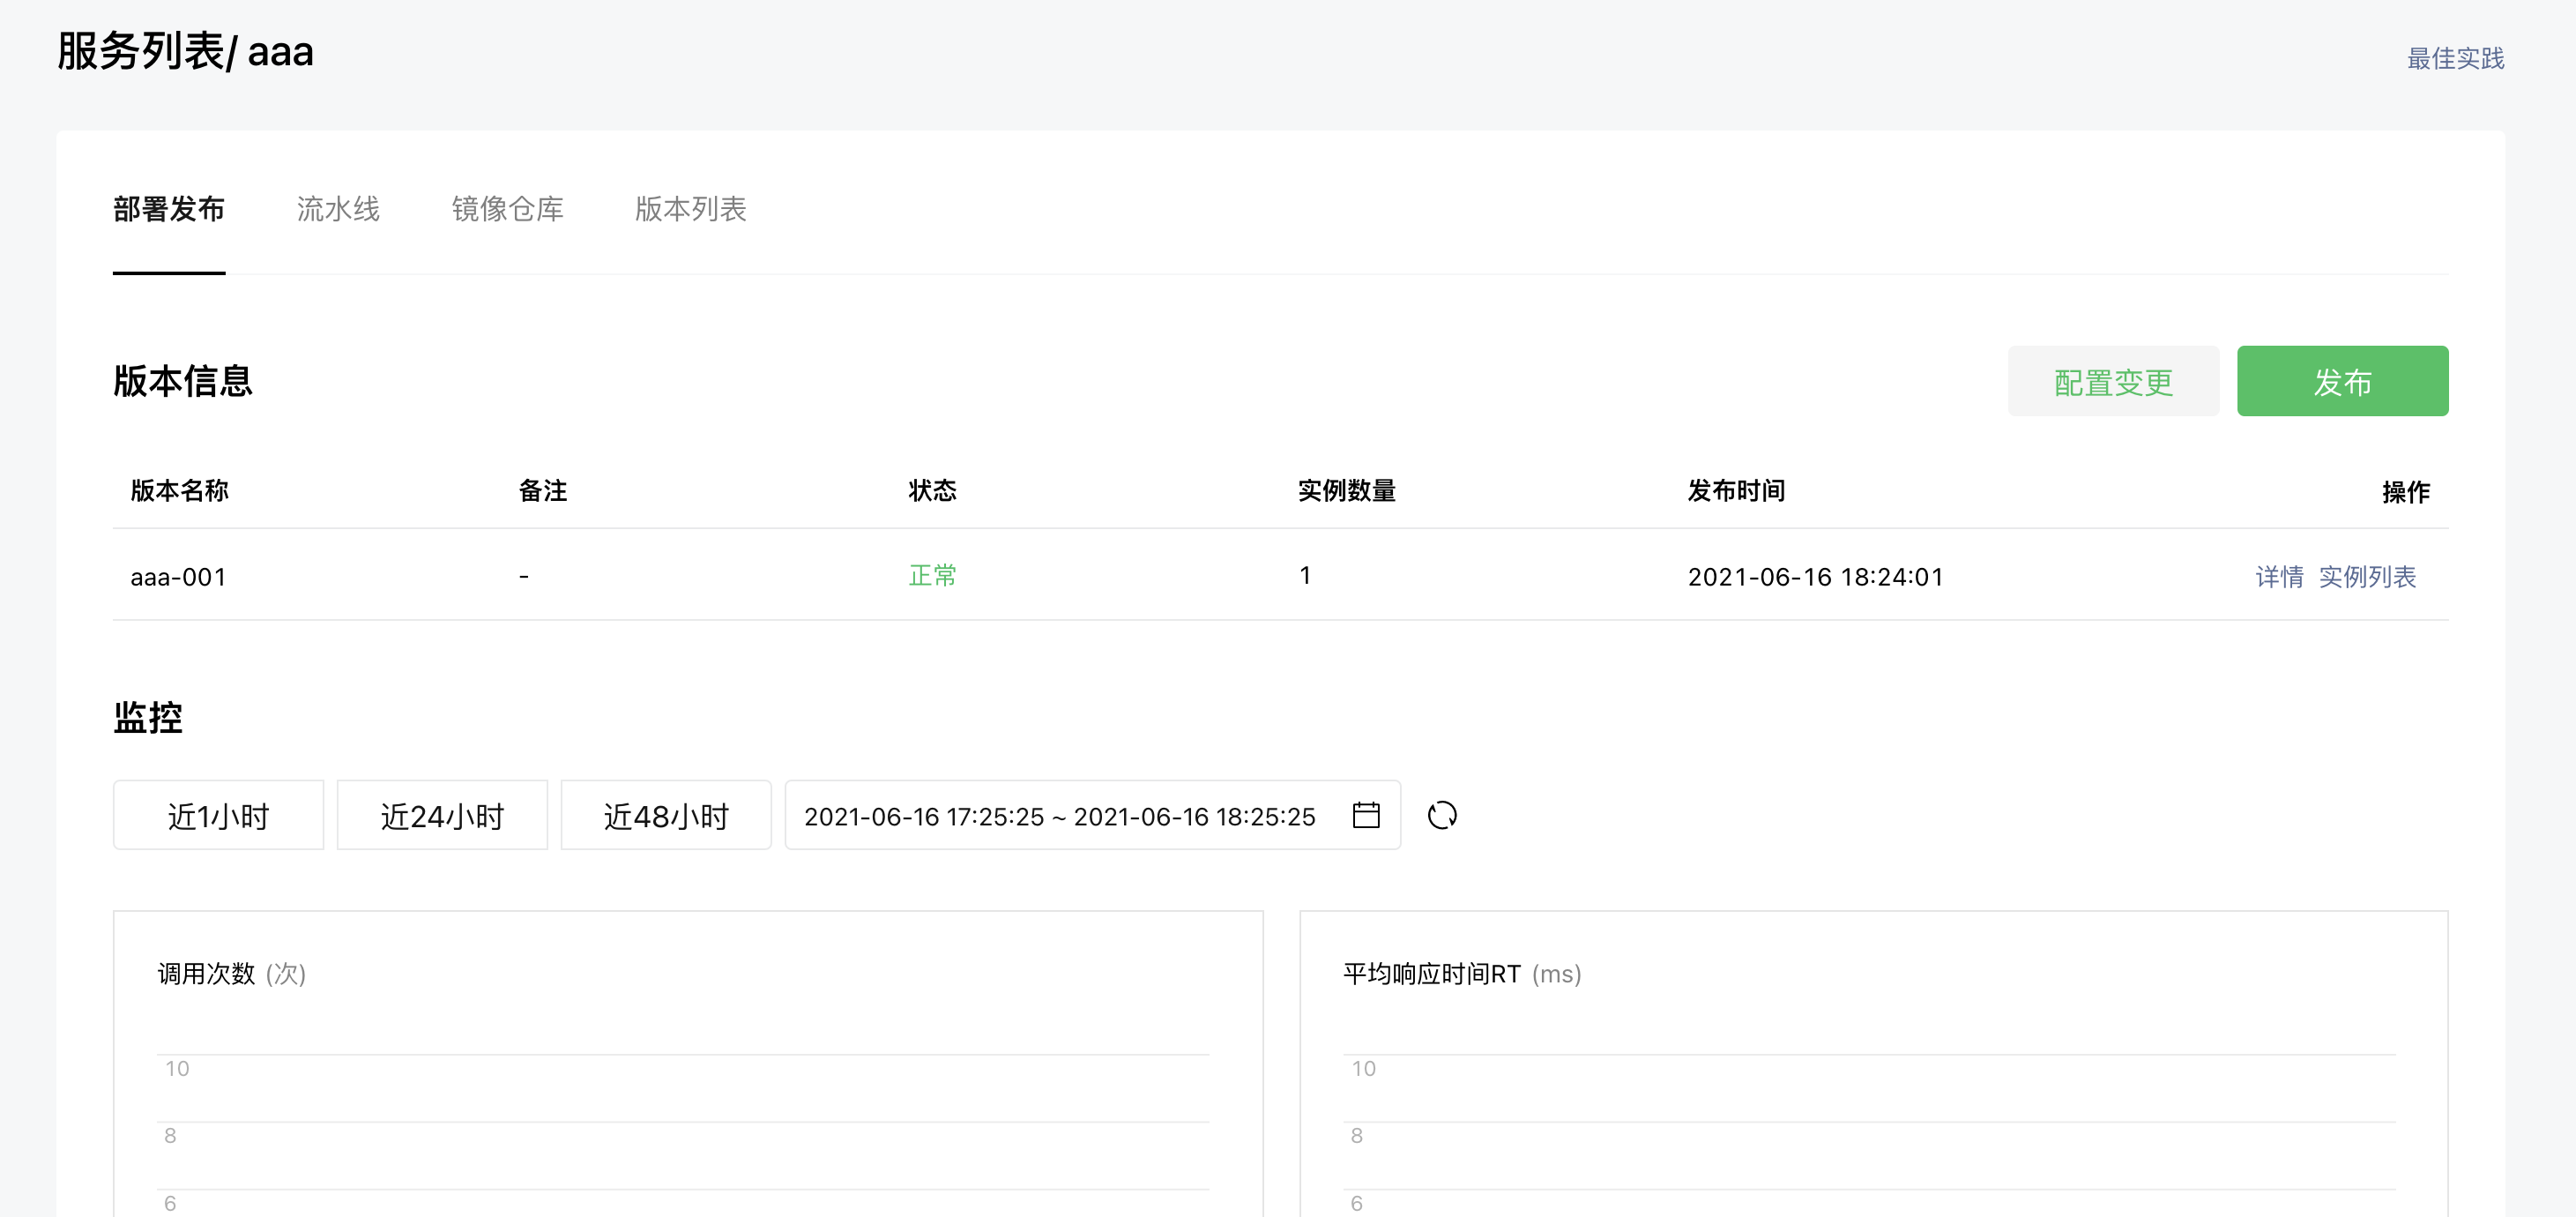 服务列表/ aaa
最佳实践
部署发布 流水线 镜像仓库 版本列表
版本信息
配置变更 发布
版本名称 备注 状态 实例数量 发布时间 操作
aaa-001 - 正常 1 2021-06-16 18:24:01 详情 实例列表
监控
近1小时 近24小时 近48小时 2021-06-16 17:25:25 ~ 2021-06-16 18:25:25
调用次数 (次)
10
8
6
平均响应时间RT (ms)
10
8
6